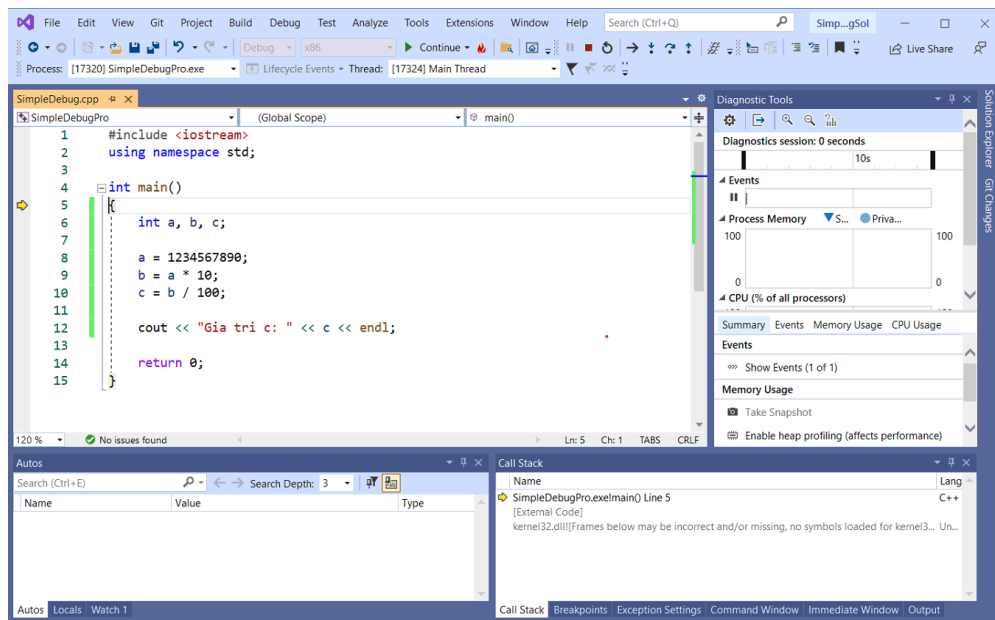 File Edit View Git Project Build Debug Test Analyze Tools Extensions Window Help Search (Ctrl+Q) Simp...gSol
Debug x86 Continue Live Share
Process: [17320] SimpleDebugPro.exe Lifecycle Events Thread: [17324] Main Thread
SimpleDebug.cpp
SimpleDebugPro (Global Scope) main()
1 #include <iostream>
2 using namespace std;
3
4 int main()
5 {
6 int a, b, c;
7
8 a = 1234567890;
9 b = a * 10;
10 c = b / 100;
11
12 cout << "Gia tri c: " << c << endl;
13
14 return 0;
15 }
120 % No issues found Ln: 5 Ch: 1 TABS CRLF
Diagnostic Tools
Diagnostics session: 0 seconds
10s
Events
Process Memory S... Priva...
100 100
0 0
CPU (% of all processors)
Summary Events Memory Usage CPU Usage
Events
Show Events (1 of 1)
Memory Usage
Take Snapshot
Enable heap profiling (affects performance)
Solution Explorer
Git Changes
Autos
Search (Ctrl+E) Search Depth: 3
Name Value Type
Autos Locals Watch 1
Call Stack
Name Lang
SimpleDebugPro.exe!main() Line 5 C++
[External Code]
kernel32.dll![Frames below may be incorrect and/or missing, no symbols loaded for kernel3... Un...
Call Stack Breakpoints Exception Settings Command Window Immediate Window Output